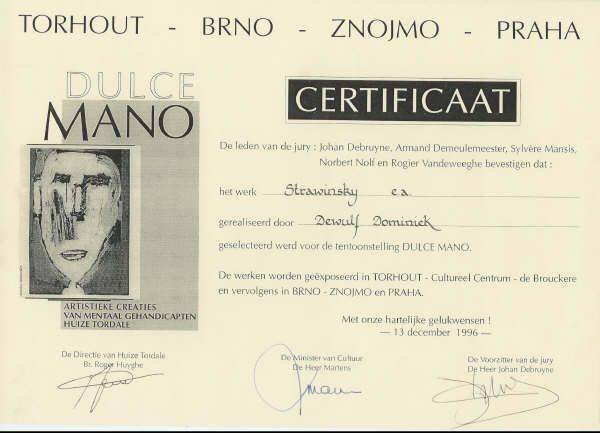 TORHOUT - BRNO - ZNOJMO - PRAHA
DULCE
MANO
ARTISTIEKE CREATIES
VAN MENTAAL GEHANDICAPTEN
HUIZE TORDALE
CERTIFICAAT
De leden van de jury : Johan Debruyne, Armand Demeulemeester, Sylvère Mansis,
Norbert Nolf en Rogier Vandeweeghe bevestigen dat :
het werk Strawinsky e.a.
gerealiseerd door Dewulf Dominiek
geselecteerd werd voor de tentoonstelling DULCE MANO.
De werken worden geëxposeerd in TORHOUT - Cultureel Centrum - de Brouckere
en vervolgens in BRNO - ZNOJMO en PRAHA.
Met onze hartelijke gelukwensen !
— 13 december 1996 —
De Directie van Huize Tordale
Br. Roger Huyghe
De Minister van Cultuur
De Heer Martens
De Voorzitter van de jury
De Heer Johan Debruyne